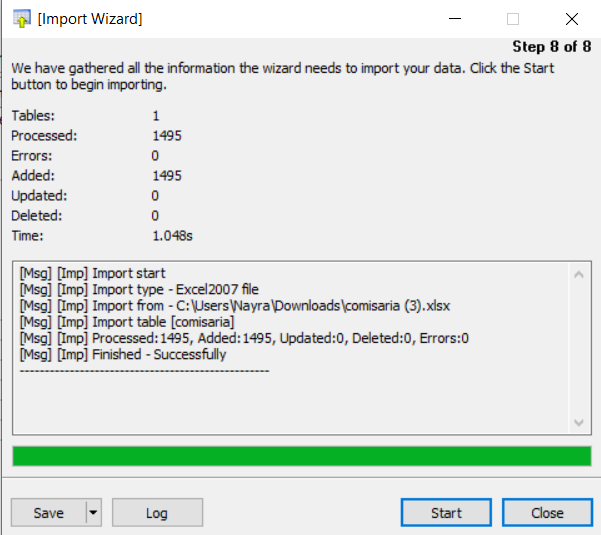 [Import Wizard]
Step 8 of 8
We have gathered all the information the wizard needs to import your data. Click the Start
button to begin importing.
Tables: 1
Processed: 1495
Errors: 0
Added: 1495
Updated: 0
Deleted: 0
Time: 1.048s
[Msg] [Imp] Import start
[Msg] [Imp] Import type - Excel2007 file
[Msg] [Imp] Import from - C:\Users\Nayra\Downloads\comisaria (3).xlsx
[Msg] [Imp] Import table [comisaria]
[Msg] [Imp] Processed:1495, Added:1495, Updated:0, Deleted:0, Errors:0
[Msg] [Imp] Finished - Successfully
--------------------------------------------------
Save Log Start Close